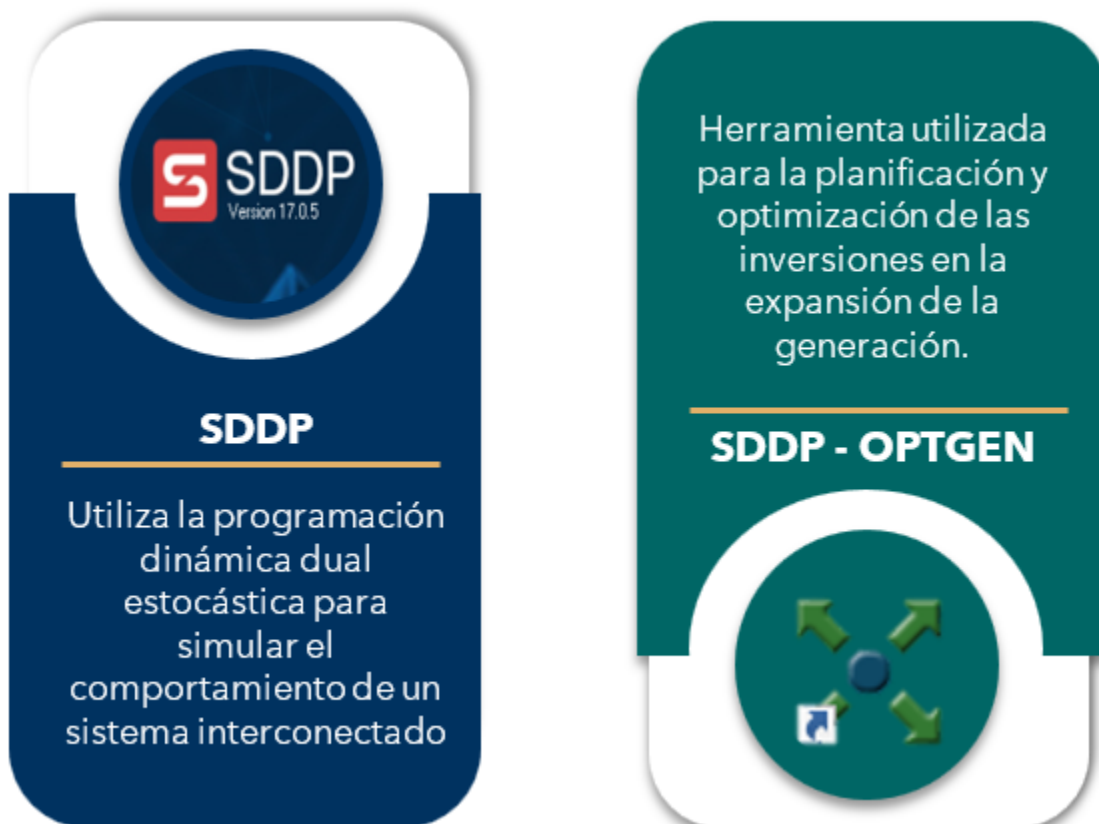 SDDP
Version 17.0.5
SDDP
Utiliza la programación
dinámica dual
estocástica para
simular el
comportamiento de un
sistema interconectado
Herramienta utilizada
para la planificación y
optimización de las
inversiones en la
expansión de la
generación.
SDDP - OPTGEN